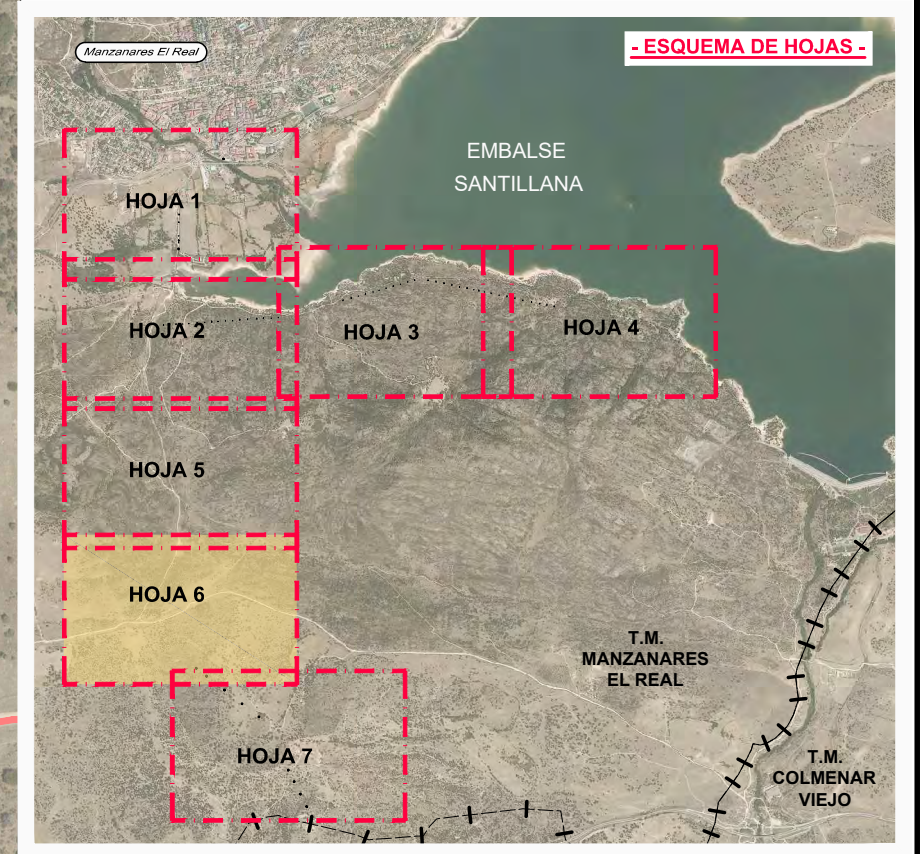 Manzanares El Real
- ESQUEMA DE HOJAS -
EMBALSE
SANTILLANA
HOJA 1
HOJA 2
HOJA 3
HOJA 4
HOJA 5
HOJA 6
T.M.
MANZANARES
EL REAL
HOJA 7
T.M.
COLMENAR
VIEJO